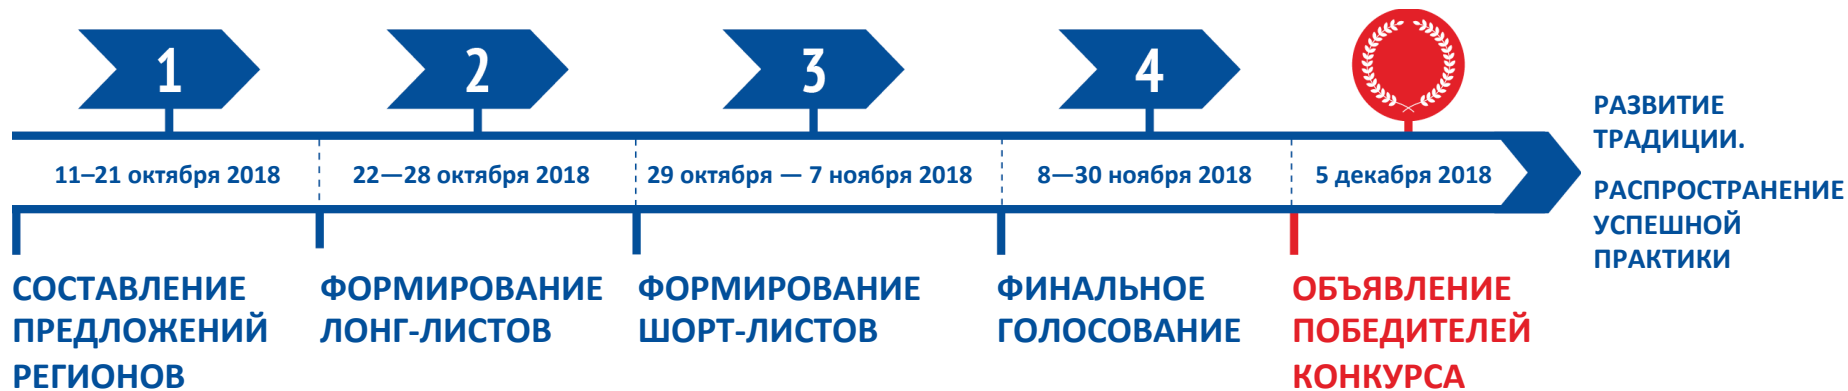 1
2
3
4
11–21 октября 2018
22—28 октября 2018
29 октября — 7 ноября 2018
8—30 ноября 2018
5 декабря 2018
РАЗВИТИЕ
ТРАДИЦИИ.
РАСПРОСТРАНЕНИЕ
УСПЕШНОЙ
ПРАКТИКИ
СОСТАВЛЕНИЕ
ПРЕДЛОЖЕНИЙ
РЕГИОНОВ
ФОРМИРОВАНИЕ
ЛОНГ-ЛИСТОВ
ФОРМИРОВАНИЕ
ШОРТ-ЛИСТОВ
ФИНАЛЬНОЕ
ГОЛОСОВАНИЕ
ОБЪЯВЛЕНИЕ
ПОБЕДИТЕЛЕЙ
КОНКУРСА